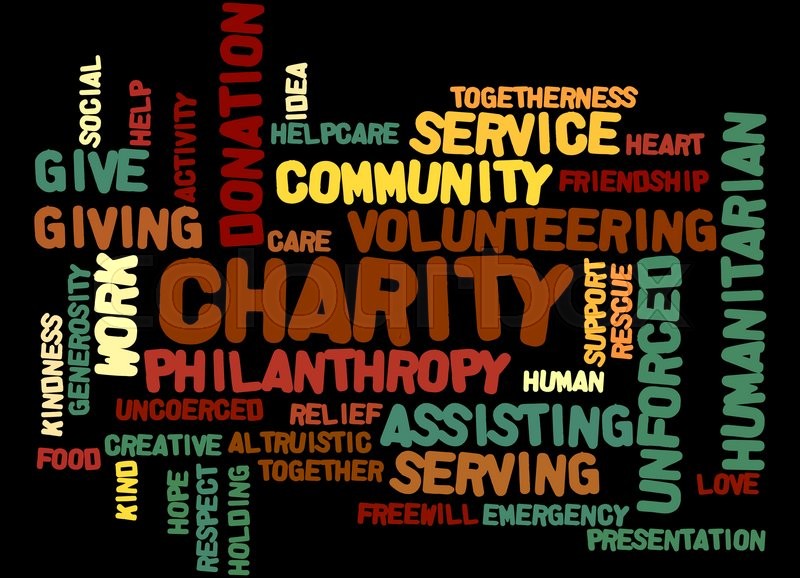 SOCIAL
HELP
ACTIVITY
DONATION
IDEA
TOGETHERNESS
HELPCARE
SERVICE
HEART
GIVE
COMMUNITY
FRIENDSHIP
HUMANITARIAN
GIVING
CARE
VOLUNTEERING
CHARITY
WORK
GENEROSITY
KINDNESS
SUPPORT
RESCUE
UNFORCED
PHILANTHROPY
HUMAN
UNCOERCED
RELIEF
ASSISTING
FOOD
CREATIVE
ALTRUISTIC
TOGETHER
SERVING
KIND
HOPE
RESPECT
HOLDING
LOVE
FREEWILL
EMERGENCY
PRESENTATION
colourbox